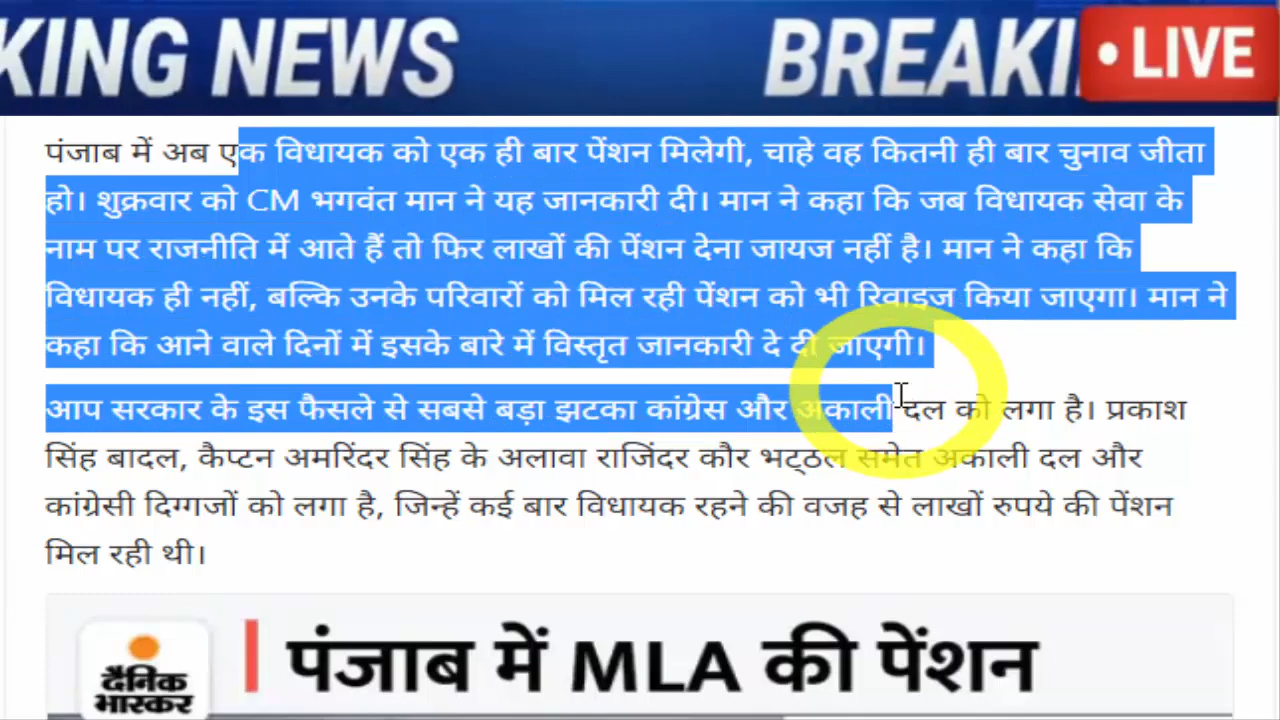 KING NEWS BREAKI • LIVE
पंजाब में अब एक विधायक को एक ही बार पेंशन मिलेगी, चाहे वह कितनी ही बार चुनाव जीता
हो। शुक्रवार को CM भगवंत मान ने यह जानकारी दी। मान ने कहा कि जब विधायक सेवा के
नाम पर राजनीति में आते हैं तो फिर लाखों की पेंशन देना जायज नहीं है। मान ने कहा कि
विधायक ही नहीं, बल्कि उनके परिवारों को मिल रही पेंशन को भी रिवाइज किया जाएगा। मान ने
कहा कि आने वाले दिनों में इसके बारे में विस्तृत जानकारी दे दी जाएगी।
आप सरकार के इस फैसले से सबसे बड़ा झटका कांग्रेस और अकाली दल को लगा है। प्रकाश
सिंह बादल, कैप्टन अमरिंदर सिंह के अलावा राजिंदर कौर भट्‌ठल समेत अकाली दल और
कांग्रेसी दिग्गजों को लगा है, जिन्हें कई बार विधायक रहने की वजह से लाखों रुपये की पेंशन
मिल रही थी।
दैनिक
भास्कर
पंजाब में MLA की पेंशन